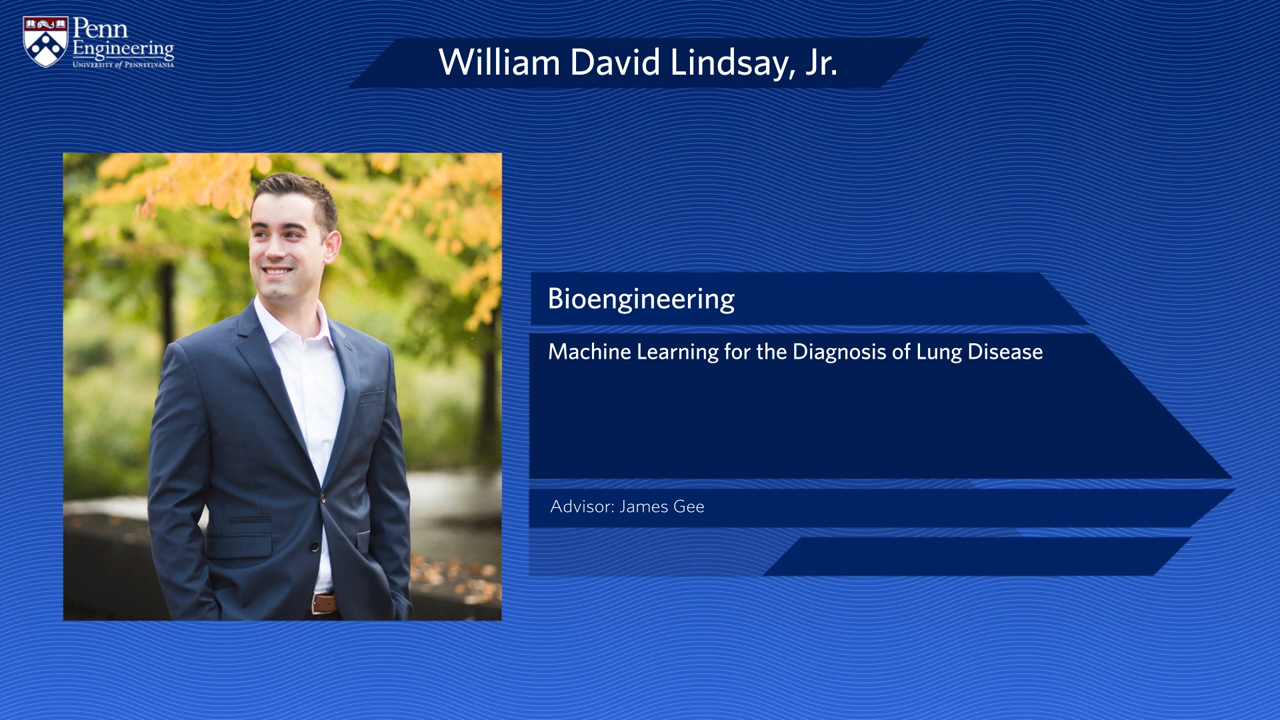 Penn
Engineering
UNIVERSITY of PENNSYLVANIA
William David Lindsay, Jr.
Bioengineering
Machine Learning for the Diagnosis of Lung Disease
Advisor: James Gee